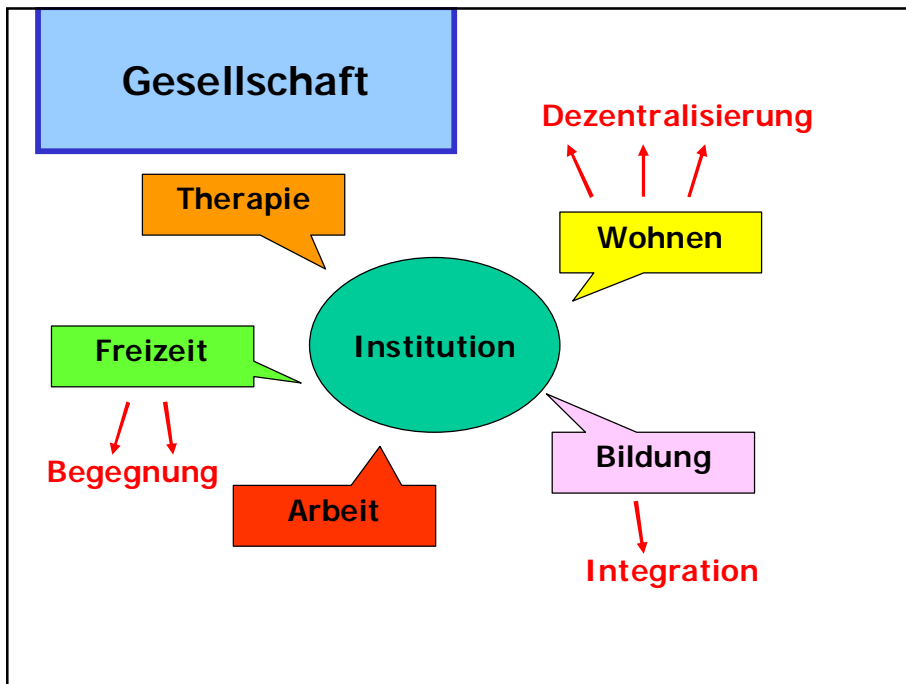 Gesellschaft
Dezentralisierung
Therapie
Wohnen
Freizeit
Institution
Begegnung
Bildung
Arbeit
Integration